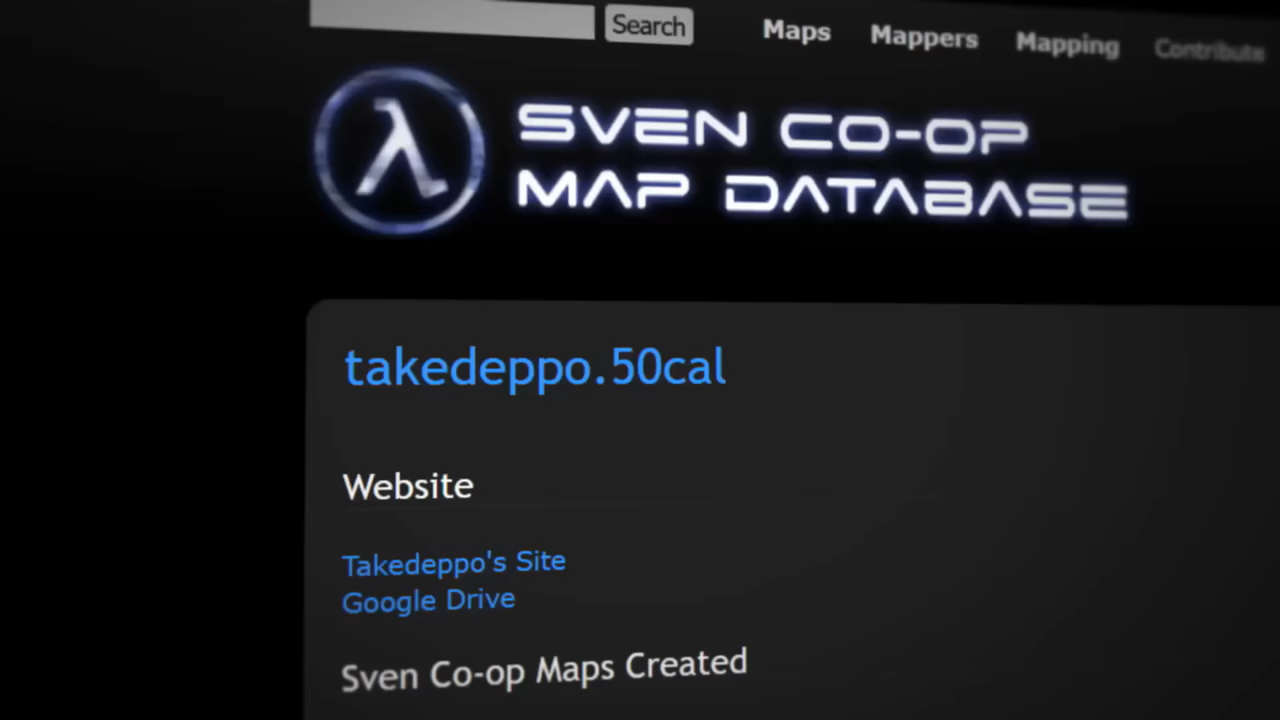 Search
Maps
Mappers
Mapping
Contribute
SVEN CO-OP
MAP DATABASE
takedeppo.50cal
Website
Takedeppo's Site
Google Drive
Sven Co-op Maps Created